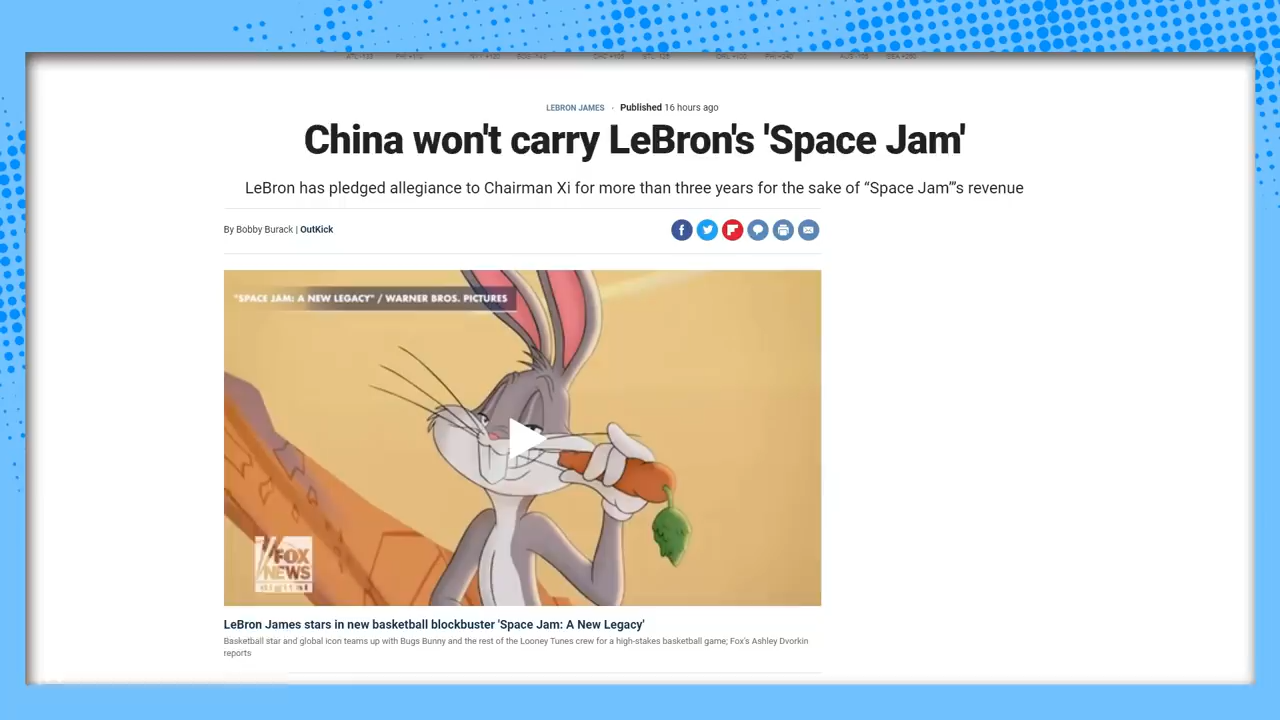 LEBRON JAMES · Published 16 hours ago
China won't carry LeBron's 'Space Jam'
LeBron has pledged allegiance to Chairman Xi for more than three years for the sake of “Space Jam”'s revenue
By Bobby Burack | OutKick
"SPACE JAM: A NEW LEGACY" / WARNER BROS. PICTURES
FOX
NEWS
digital
LeBron James stars in new basketball blockbuster 'Space Jam: A New Legacy'
Basketball star and global icon teams up with Bugs Bunny and the rest of the Looney Tunes crew for a high-stakes basketball game; Fox's Ashley Dvorkin
reports